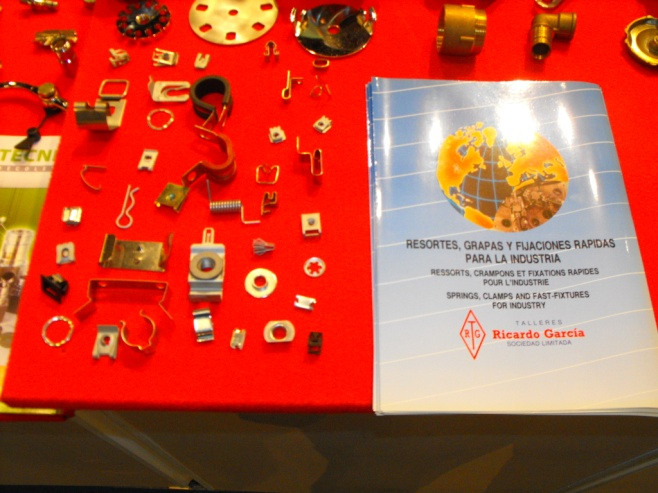 TECN
RESORTES, GRAPAS Y FIJACIONES RAPIDAS
PARA LA INDUSTRIA
RESSORTS, CRAMPONS ET FIXATIONS RAPIDES
POUR L'INDUSTRIE
SPRINGS, CLAMPS AND FAST-FIXTURES
FOR INDUSTRY
T
R G
TALLERES
Ricardo García
SOCIEDAD LIMITADA